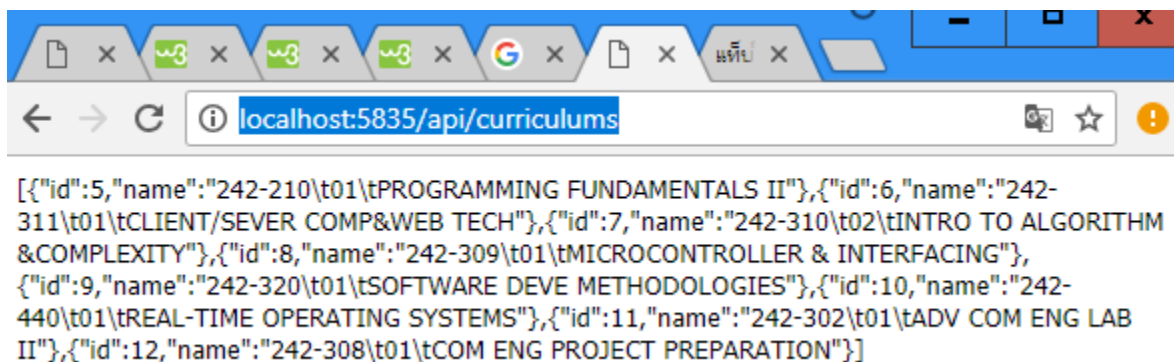 แท็บ
localhost:5835/api/curriculums
[{"id":5,"name":"242-210\t01\tPROGRAMMING FUNDAMENTALS II"},{"id":6,"name":"242-
311\t01\tCLIENT/SEVER COMP&WEB TECH"},{"id":7,"name":"242-310\t02\tINTRO TO ALGORITHM
&COMPLEXITY"},{"id":8,"name":"242-309\t01\tMICROCONTROLLER & INTERFACING"},
{"id":9,"name":"242-320\t01\tSOFTWARE DEVE METHODOLOGIES"},{"id":10,"name":"242-
440\t01\tREAL-TIME OPERATING SYSTEMS"},{"id":11,"name":"242-302\t01\tADV COM ENG LAB
II"},{"id":12,"name":"242-308\t01\tCOM ENG PROJECT PREPARATION"}]